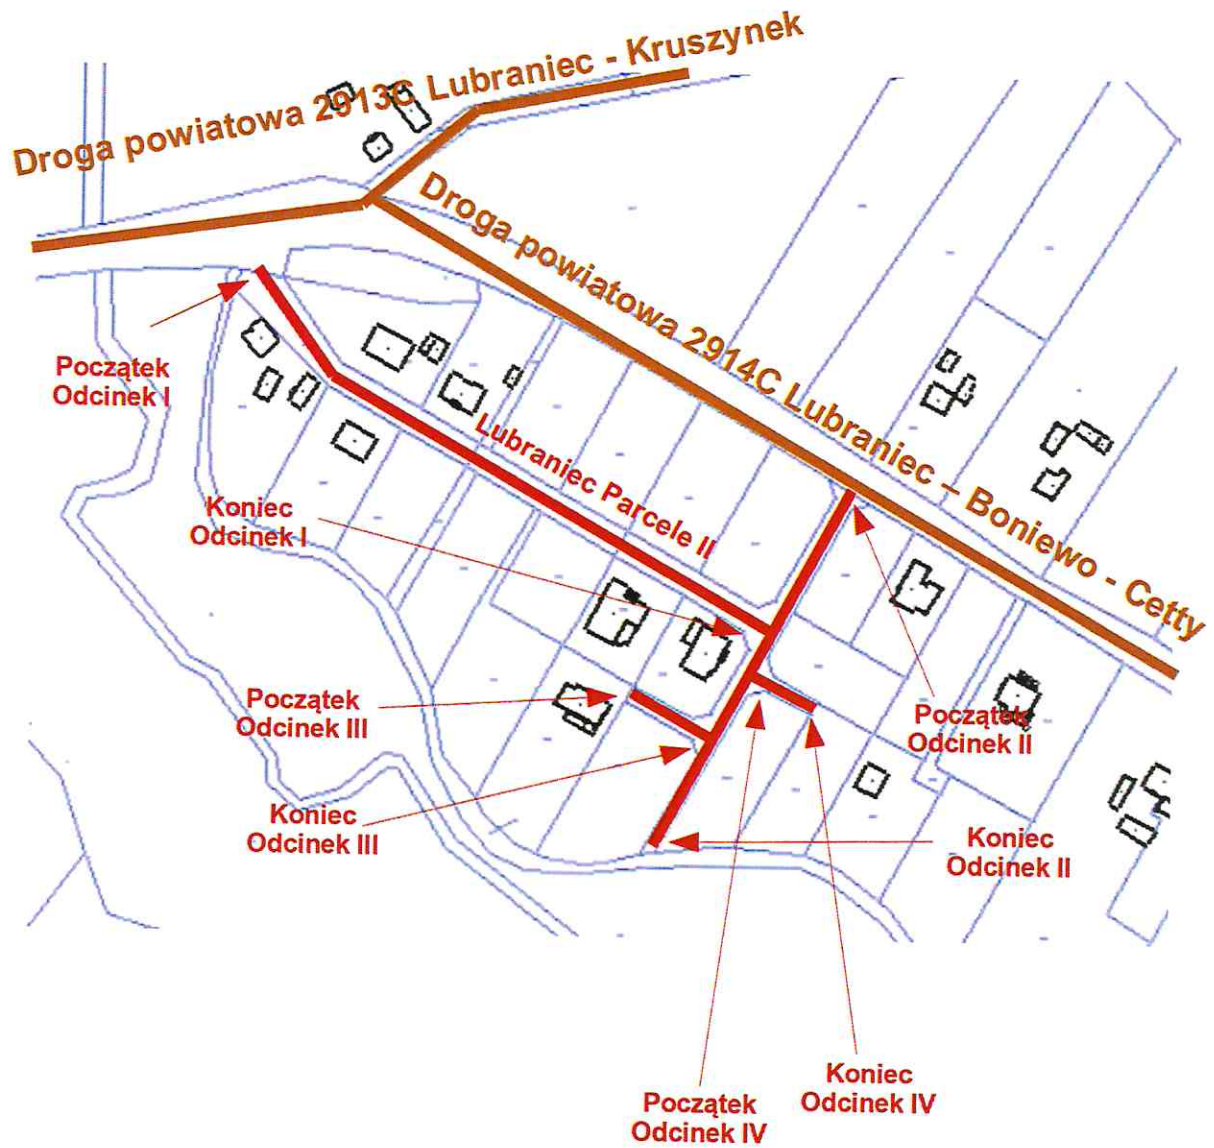 Droga powiatowa 2913C Lubraniec - Kruszynek
Droga powiatowa 2914C Lubraniec – Boniewo - Cetty
Początek
Odcinek I
Lubraniec Parcele II
Koniec
Odcinek I
Początek
Odcinek III
Początek
Odcinek II
Koniec
Odcinek III
Koniec
Odcinek II
Koniec
Odcinek IV
Początek
Odcinek IV